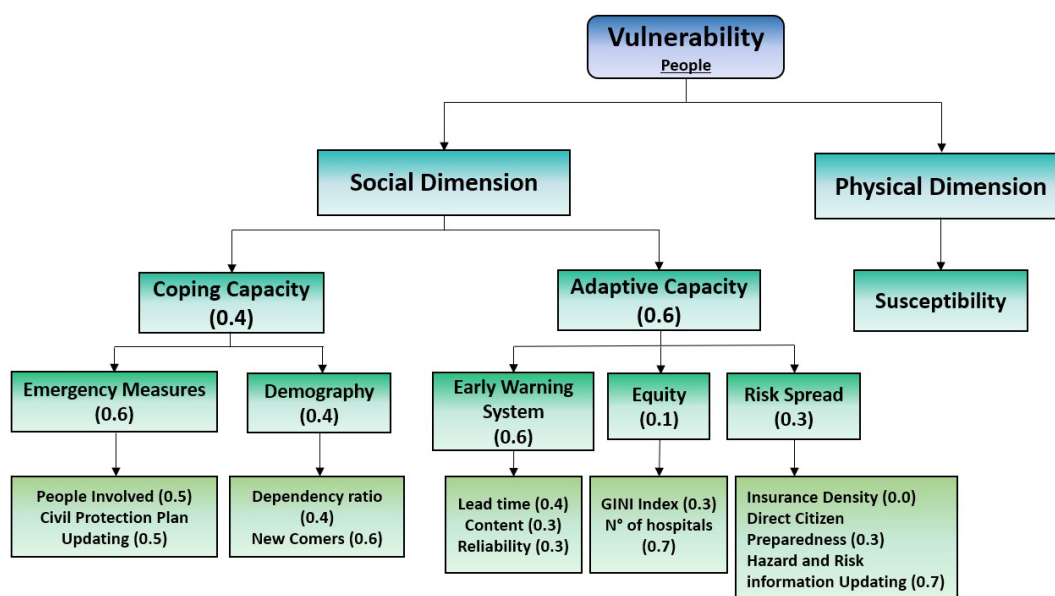 Vulnerability
People
Social Dimension
Physical Dimension
Coping Capacity
(0.4)
Adaptive Capacity
(0.6)
Susceptibility
Emergency Measures
(0.6)
Demography
(0.4)
Early Warning
System
(0.6)
Equity
(0.1)
Risk Spread
(0.3)
People Involved (0.5)
Civil Protection Plan
Updating (0.5)
Dependency ratio
(0.4)
New Comers (0.6)
Lead time (0.4)
Content (0.3)
Reliability (0.3)
GINI Index (0.3)
N° of hospitals
(0.7)
Insurance Density (0.0)
Direct Citizen
Preparedness (0.3)
Hazard and Risk
information Updating (0.7)